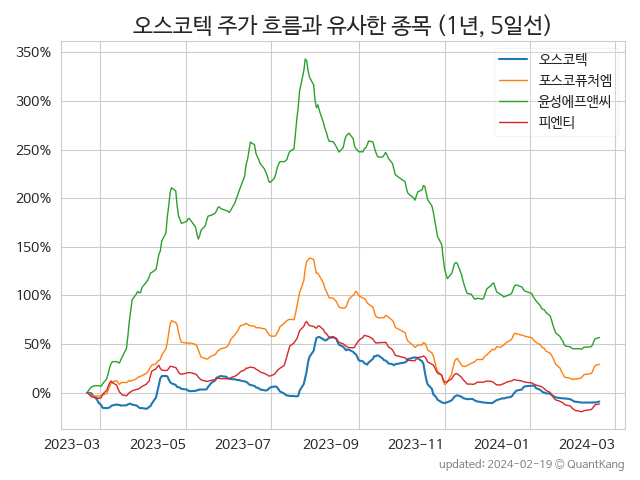 오스코텍 주가 흐름과 유사한 종목 (1년, 5일선)
오스코텍
포스코퓨처엠
윤성에프앤씨
피엔티
350%
300%
250%
200%
150%
100%
50%
0%
2023-03
2023-05
2023-07
2023-09
2023-11
2024-01
2024-03
updated: 2024-02-19 © QuantKang